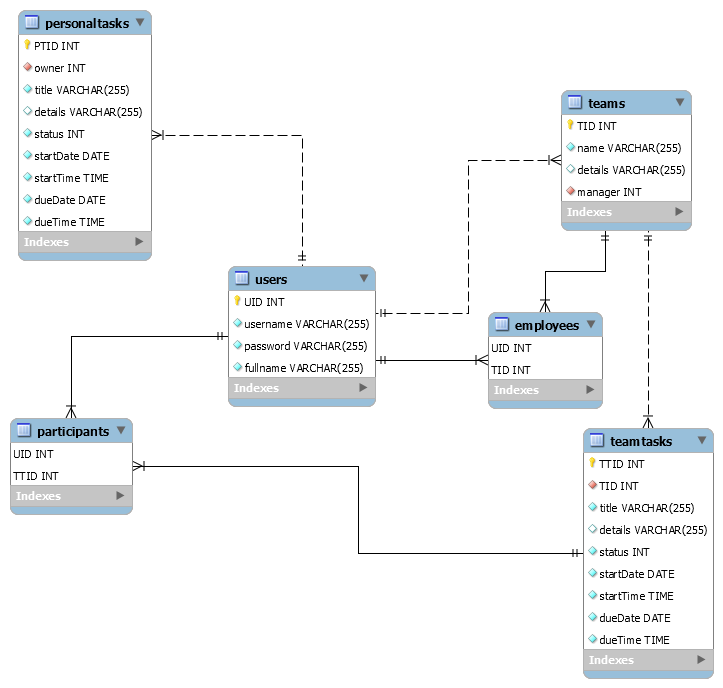 personaltasks
PTID INT
owner INT
title VARCHAR(255)
details VARCHAR(255)
status INT
startDate DATE
startTime TIME
dueDate DATE
dueTime TIME
Indexes
teams
TID INT
name VARCHAR(255)
details VARCHAR(255)
manager INT
Indexes
users
UID INT
username VARCHAR(255)
password VARCHAR(255)
fullname VARCHAR(255)
Indexes
employees
UID INT
TID INT
Indexes
participants
UID INT
TTID INT
Indexes
teamtasks
TTID INT
TID INT
title VARCHAR(255)
details VARCHAR(255)
status INT
startDate DATE
startTime TIME
dueDate DATE
dueTime TIME
Indexes